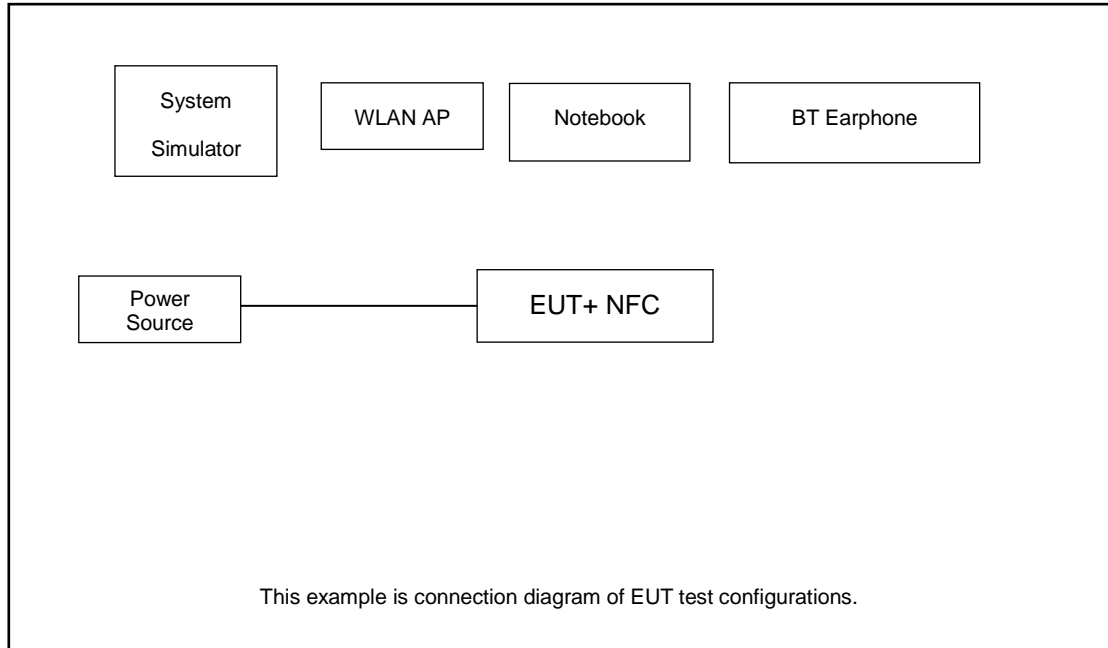 System
Simulator
WLAN AP
Notebook
BT Earphone
Power
Source
EUT+ NFC
This example is connection diagram of EUT test configurations.